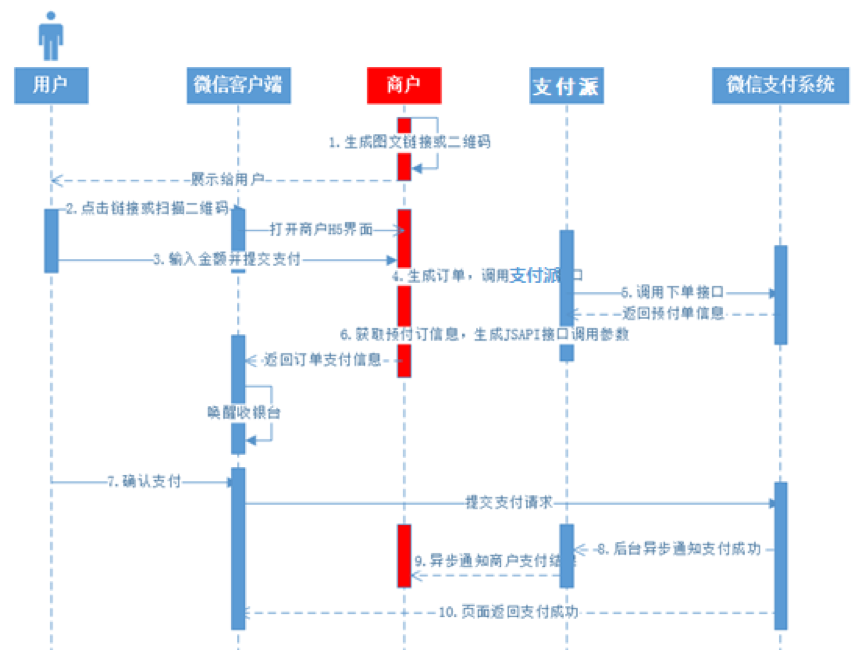 用户
微信客户端
商户
支付派
微信支付系统
1.生成图文链接或二维码
展示给用户
2.点击链接或扫描二维码
打开商户H5界面
3.输入金额并提交支付
4.生成订单，调用支付派口
5.调用下单接口
返回预付单信息
6.获取预付订信息，生成JSAPI接口调用参数
返回订单支付信息
唤醒收银台
7.确认支付
提交支付请求
8.后台异步通知支付成功
9.异步通知商户支付结
10.页面返回支付成功